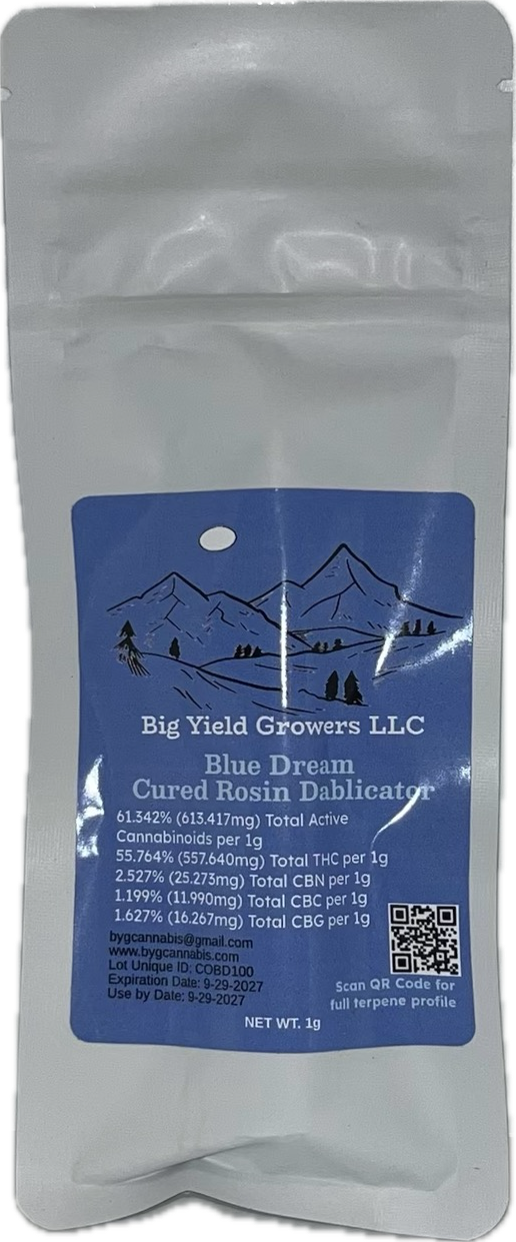 Big Yield Growers LLC
Blue Dream
Cured Rosin Dablicator
61.342% (613.417mg) Total Active
Cannabinoids per 1g
55.764% (557.640mg) Total THC per 1g
2.527% (25.273mg) Total CBN per 1g
1.199% (11.990mg) Total CBC per 1g
1.627% (16.267mg) Total CBG per 1g
bygcannabis@gmail.com
www.bygcannabis.com
Lot Unique ID: COBD100
Expiration Date: 9-29-2027
Use by Date: 9-29-2027
Scan QR Code for
full terpene profile
NET WT. 1g